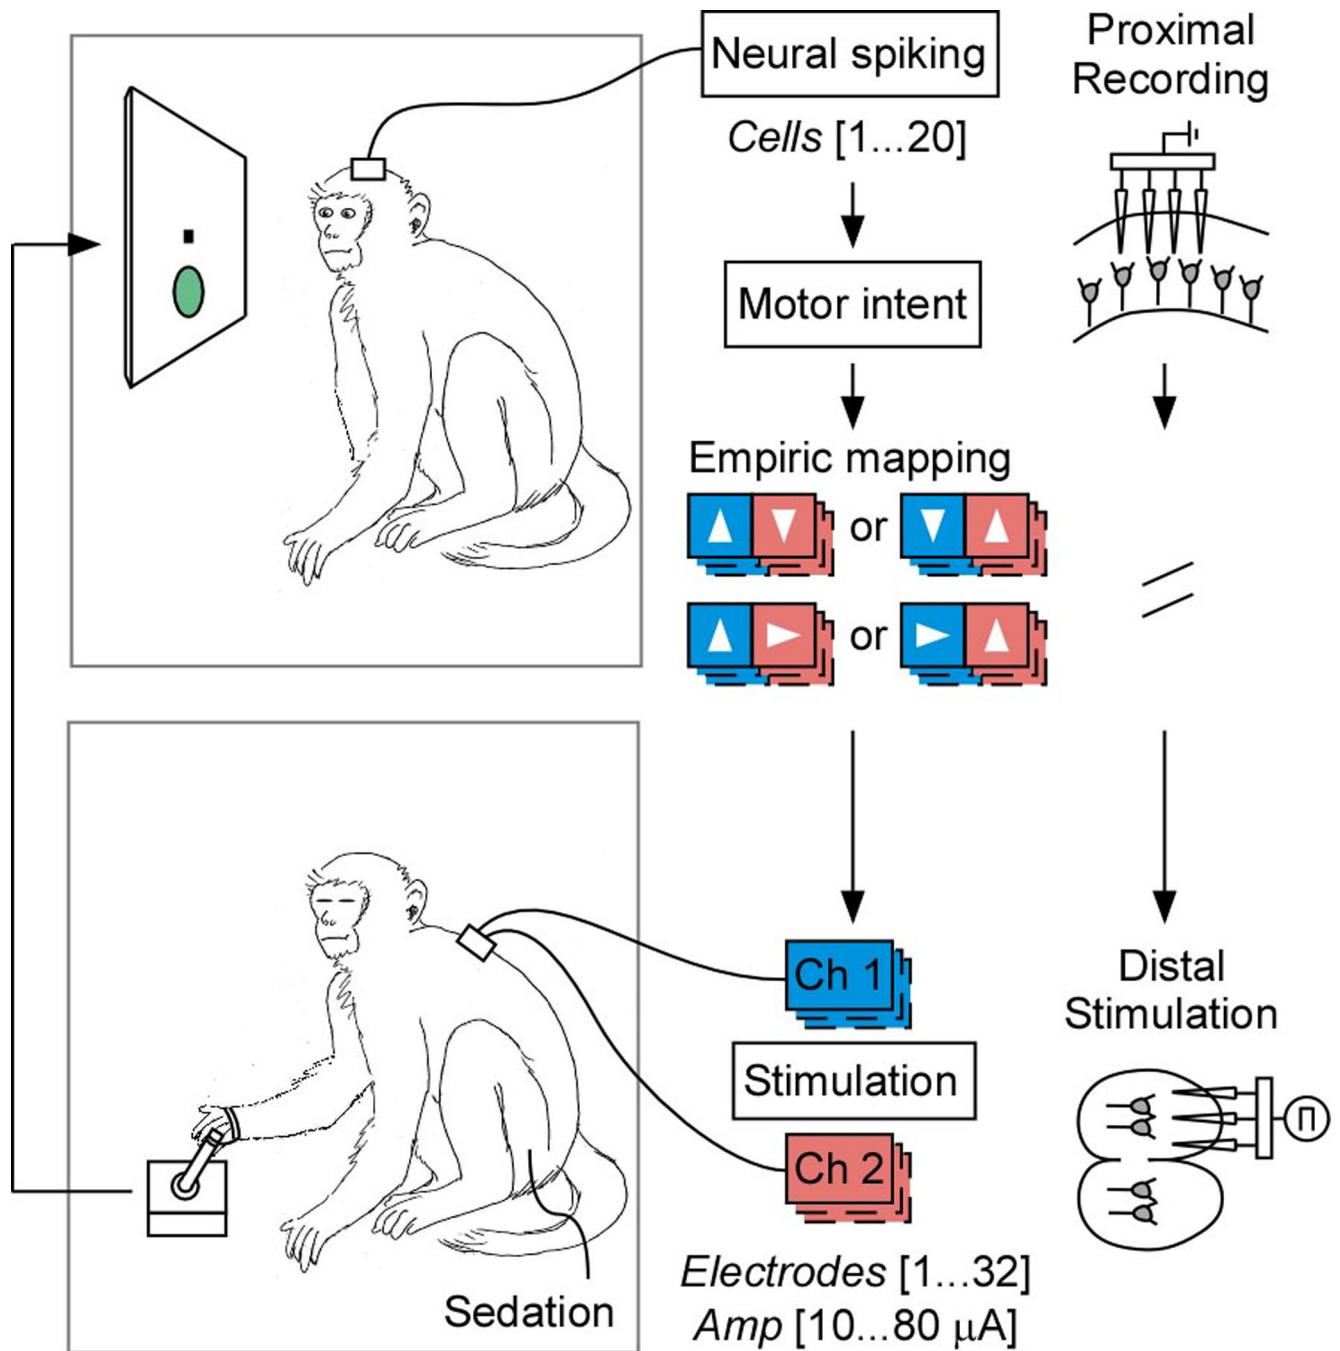 Neural spiking
Cells [1...20]
Proximal
Recording
Motor intent
Empiric mapping
or
or
Ch 1
Stimulation
Ch 2
Electrodes [1...32]
Amp [10...80 μA]
Distal
Stimulation
Sedation